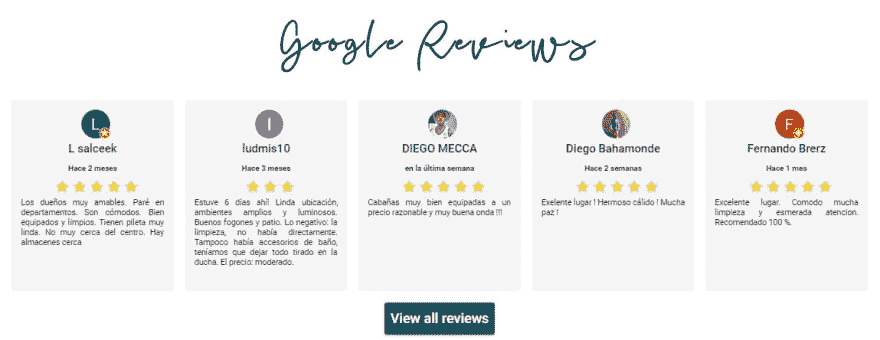 Google Reviews
L
L salceek
Hace 2 meses
Los dueños muy amables. Paré en
departamentos. Son cómodos. Bien
equipados y limpios. Tienen pileta muy
linda. No muy cerca del centro. Hay
almacenes cerca
I
ludmis10
Hace 3 meses
Estuve 6 días ahí! Linda ubicación,
ambientes amplios y luminosos.
Buenos fogones y patio. Lo negativo: la
limpieza, no había directamente.
Tampoco había accesorios de baño,
teníamos que dejar todo tirado en la
ducha. El precio: moderado.
DIEGO MECCA
en la última semana
Cabañas muy bien equipadas a un
precio razonable y muy buena onda !!!
Diego Bahamonde
Hace 2 semanas
Exelente lugar ! Hermoso cálido ! Mucha
paz !
F
Fernando Brerz
Hace 1 mes
Excelente lugar. Comodo mucha
limpieza y esmerada atencion.
Recomendado 100 %.
View all reviews